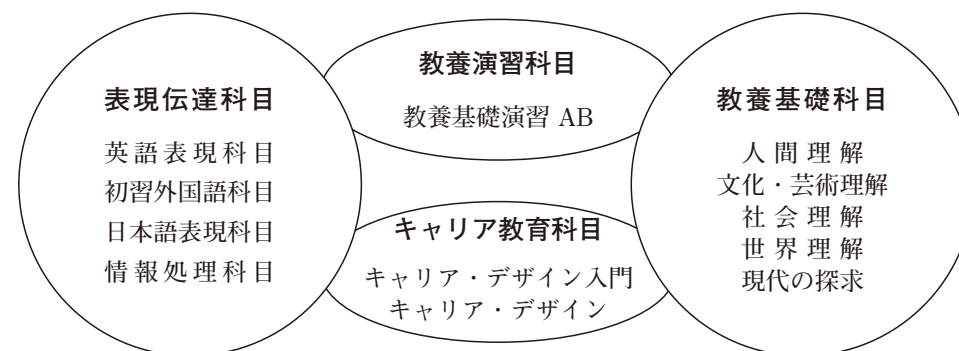 表現伝達科目
英語表現科目
初習外国語科目
日本語表現科目
情報処理科目
教養演習科目
教養基礎演習 AB
キャリア教育科目
キャリア・デザイン入門
キャリア・デザイン
教養基礎科目
人間理解
文化・芸術理解
社会理解
世界理解
現代の探求